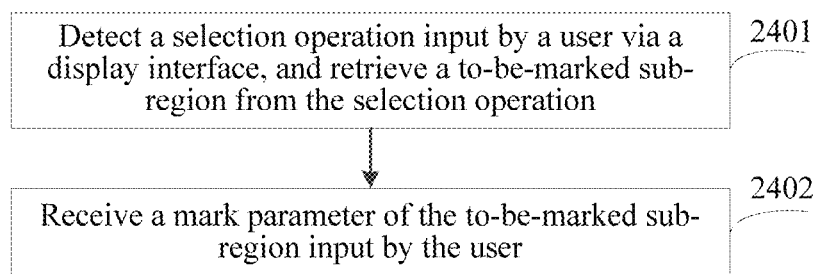 Detect a selection operation input by a user via a
display interface, and retrieve a to-be-marked sub-
region from the selection operation
2401
Receive a mark parameter of the to-be-marked sub-
region input by the user
2402